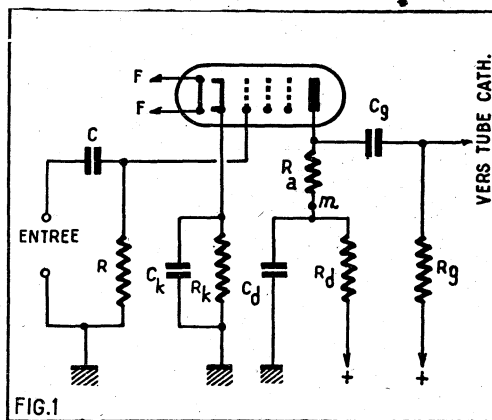 F
F
C
Cg
VERS TUBE CATH.
Ra
m
ENTREE
R
Ck
Rk
Cd
Rd
Rg
+
+
FIG.1